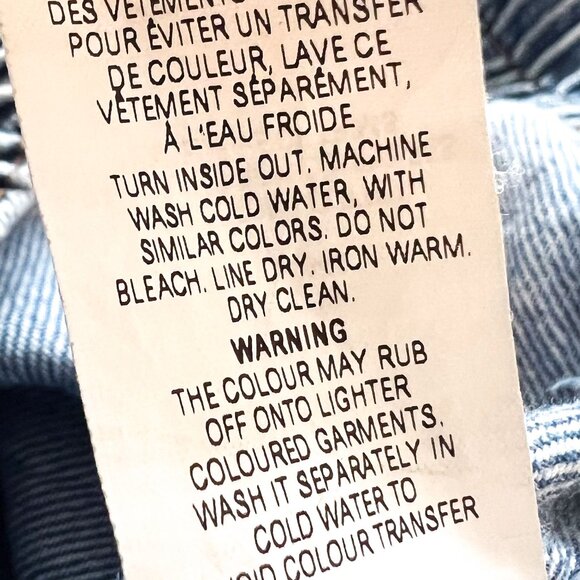 DES VÊTEMENTS
POUR ÉVITER UN TRANSFER
DE COULEUR, LAVE CE
VÊTEMENT SÉPARÉMENT,
À L'EAU FROIDE
TURN INSIDE OUT. MACHINE
WASH COLD WATER, WITH
SIMILAR COLORS. DO NOT
BLEACH. LINE DRY. IRON WARM.
DRY CLEAN.
WARNING
THE COLOUR MAY RUB
OFF ONTO LIGHTER
COLOURED GARMENTS.
WASH IT SEPARATELY IN
COLD WATER TO
COLOUR TRANSFER